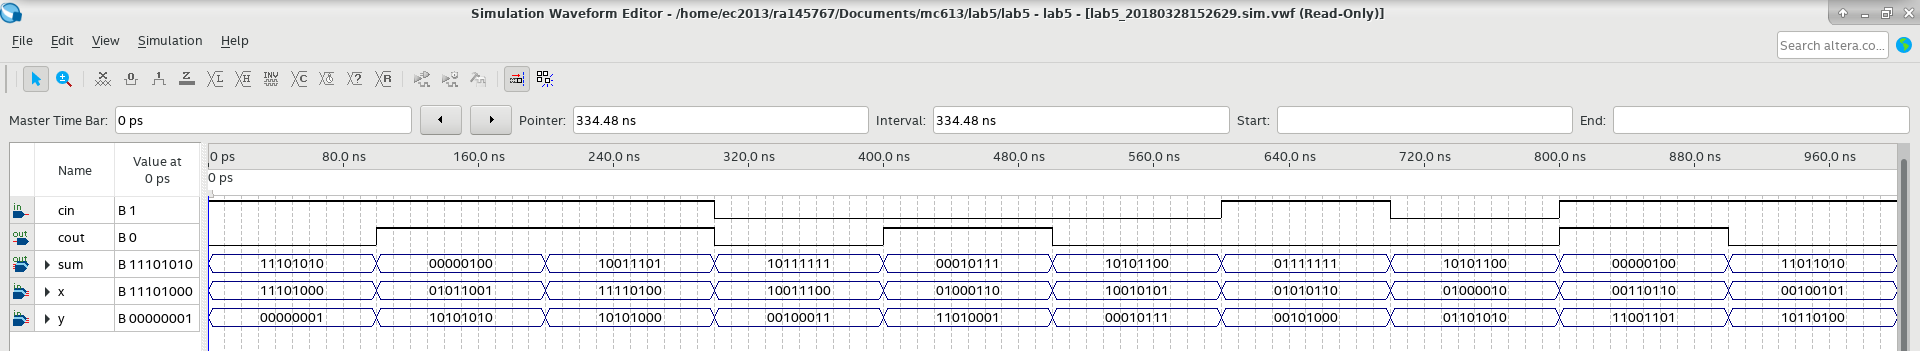 Simulation Waveform Editor - /home/ec2013/ra145767/Documents/mc613/lab5/lab5 - lab5 - [lab5_20180328152629.sim.vwf (Read-Only)]
File Edit View Simulation Help
Search altera.co...
Master Time Bar: 0 ps Pointer: 334.48 ns Interval: 334.48 ns Start: End:
Name Value at 0 ps
0 ps 80.0 ns 160.0 ns 240.0 ns 320.0 ns 400.0 ns 480.0 ns 560.0 ns 640.0 ns 720.0 ns 800.0 ns 880.0 ns 960.0 ns
0 ps
in cin B 1
out cout B 0
out sum B 11101010 11101010 00000100 10011101 10111111 00010111 10101100 01111111 10101100 00000100 11011010
in x B 11101000 11101000 01011001 11110100 10011100 01000110 10010101 01010110 01000010 00110110 00100101
in y B 00000001 00000001 10101010 10101000 00100011 11010001 00010111 00101000 01101010 11001101 10110100